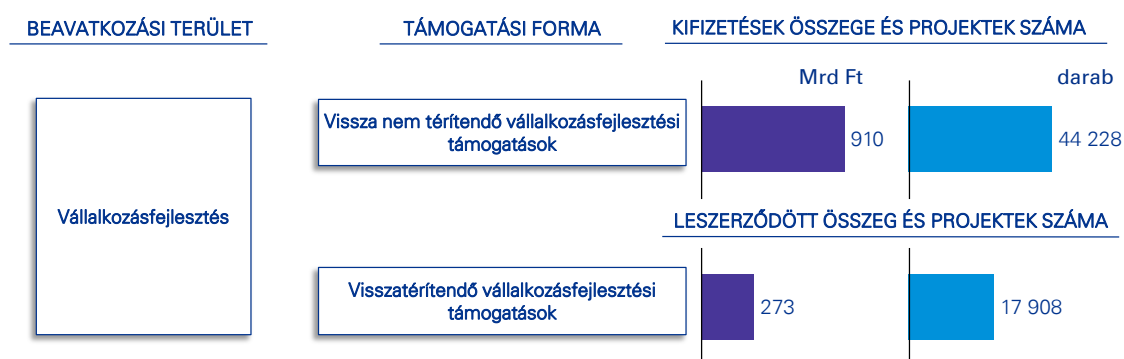 BEAVATKOZÁSI TERÜLET
TÁMOGATÁSI FORMA
KIFIZETÉSEK ÖSSZEGE ÉS PROJEKTEK SZÁMA
Mrd Ft
darab
Vállalkozásfejlesztés
Vissza nem térítendő vállalkozásfejlesztési
támogatások
910
44 228
LESZERZŐDÖTT ÖSSZEG ÉS PROJEKTEK SZÁMA
Visszatérítendő vállalkozásfejlesztési
támogatások
273
17 908